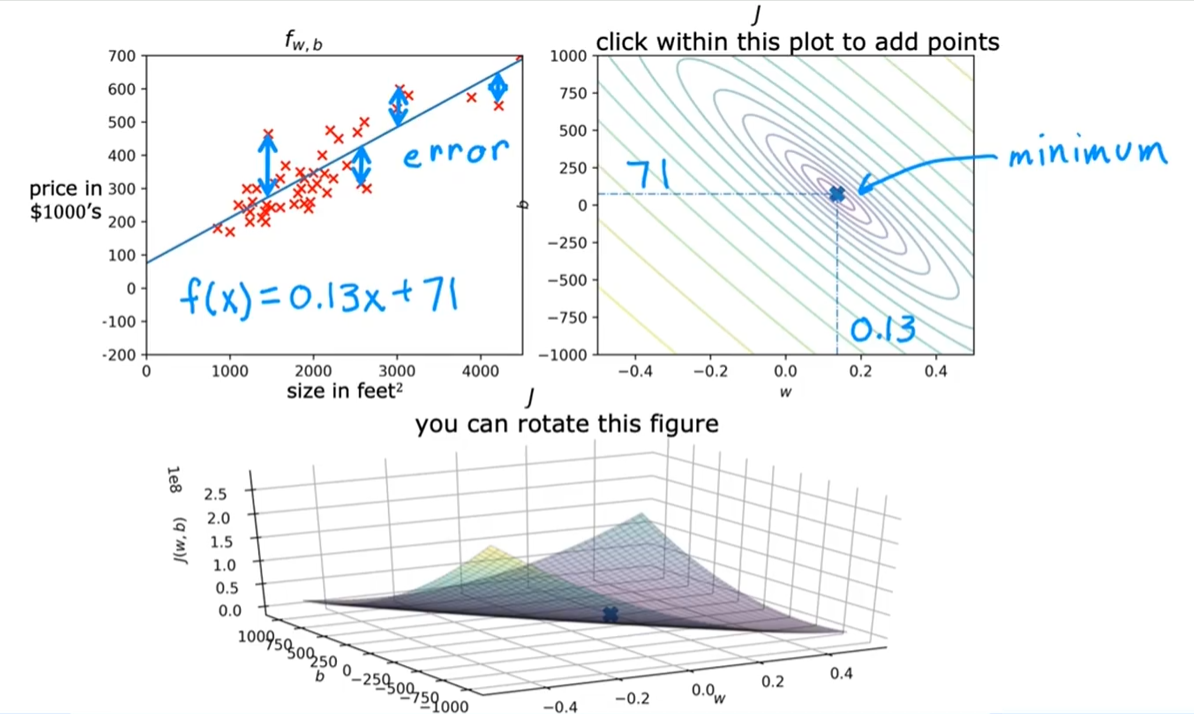 f w,b
700
600
500
400
price in 300
$1000's 200
100
0
-100
-200
0 1000 2000 3000 4000
size in feet²
error
f(x)=0.13x+71
J
click within this plot to add points
1000
750
500
250
0
−250
−500
−750
−1000
b
−0.4 −0.2 0.0 0.2 0.4
w
71
0.13
minimum
J
you can rotate this figure
1e8
J(w,b)
2.5
2.0
1.5
1.0
0.5
0.0
1000 750 500 250 0 −250 −500 −750 −1000
b
−0.4 −0.2 0.0 0.2 0.4
w